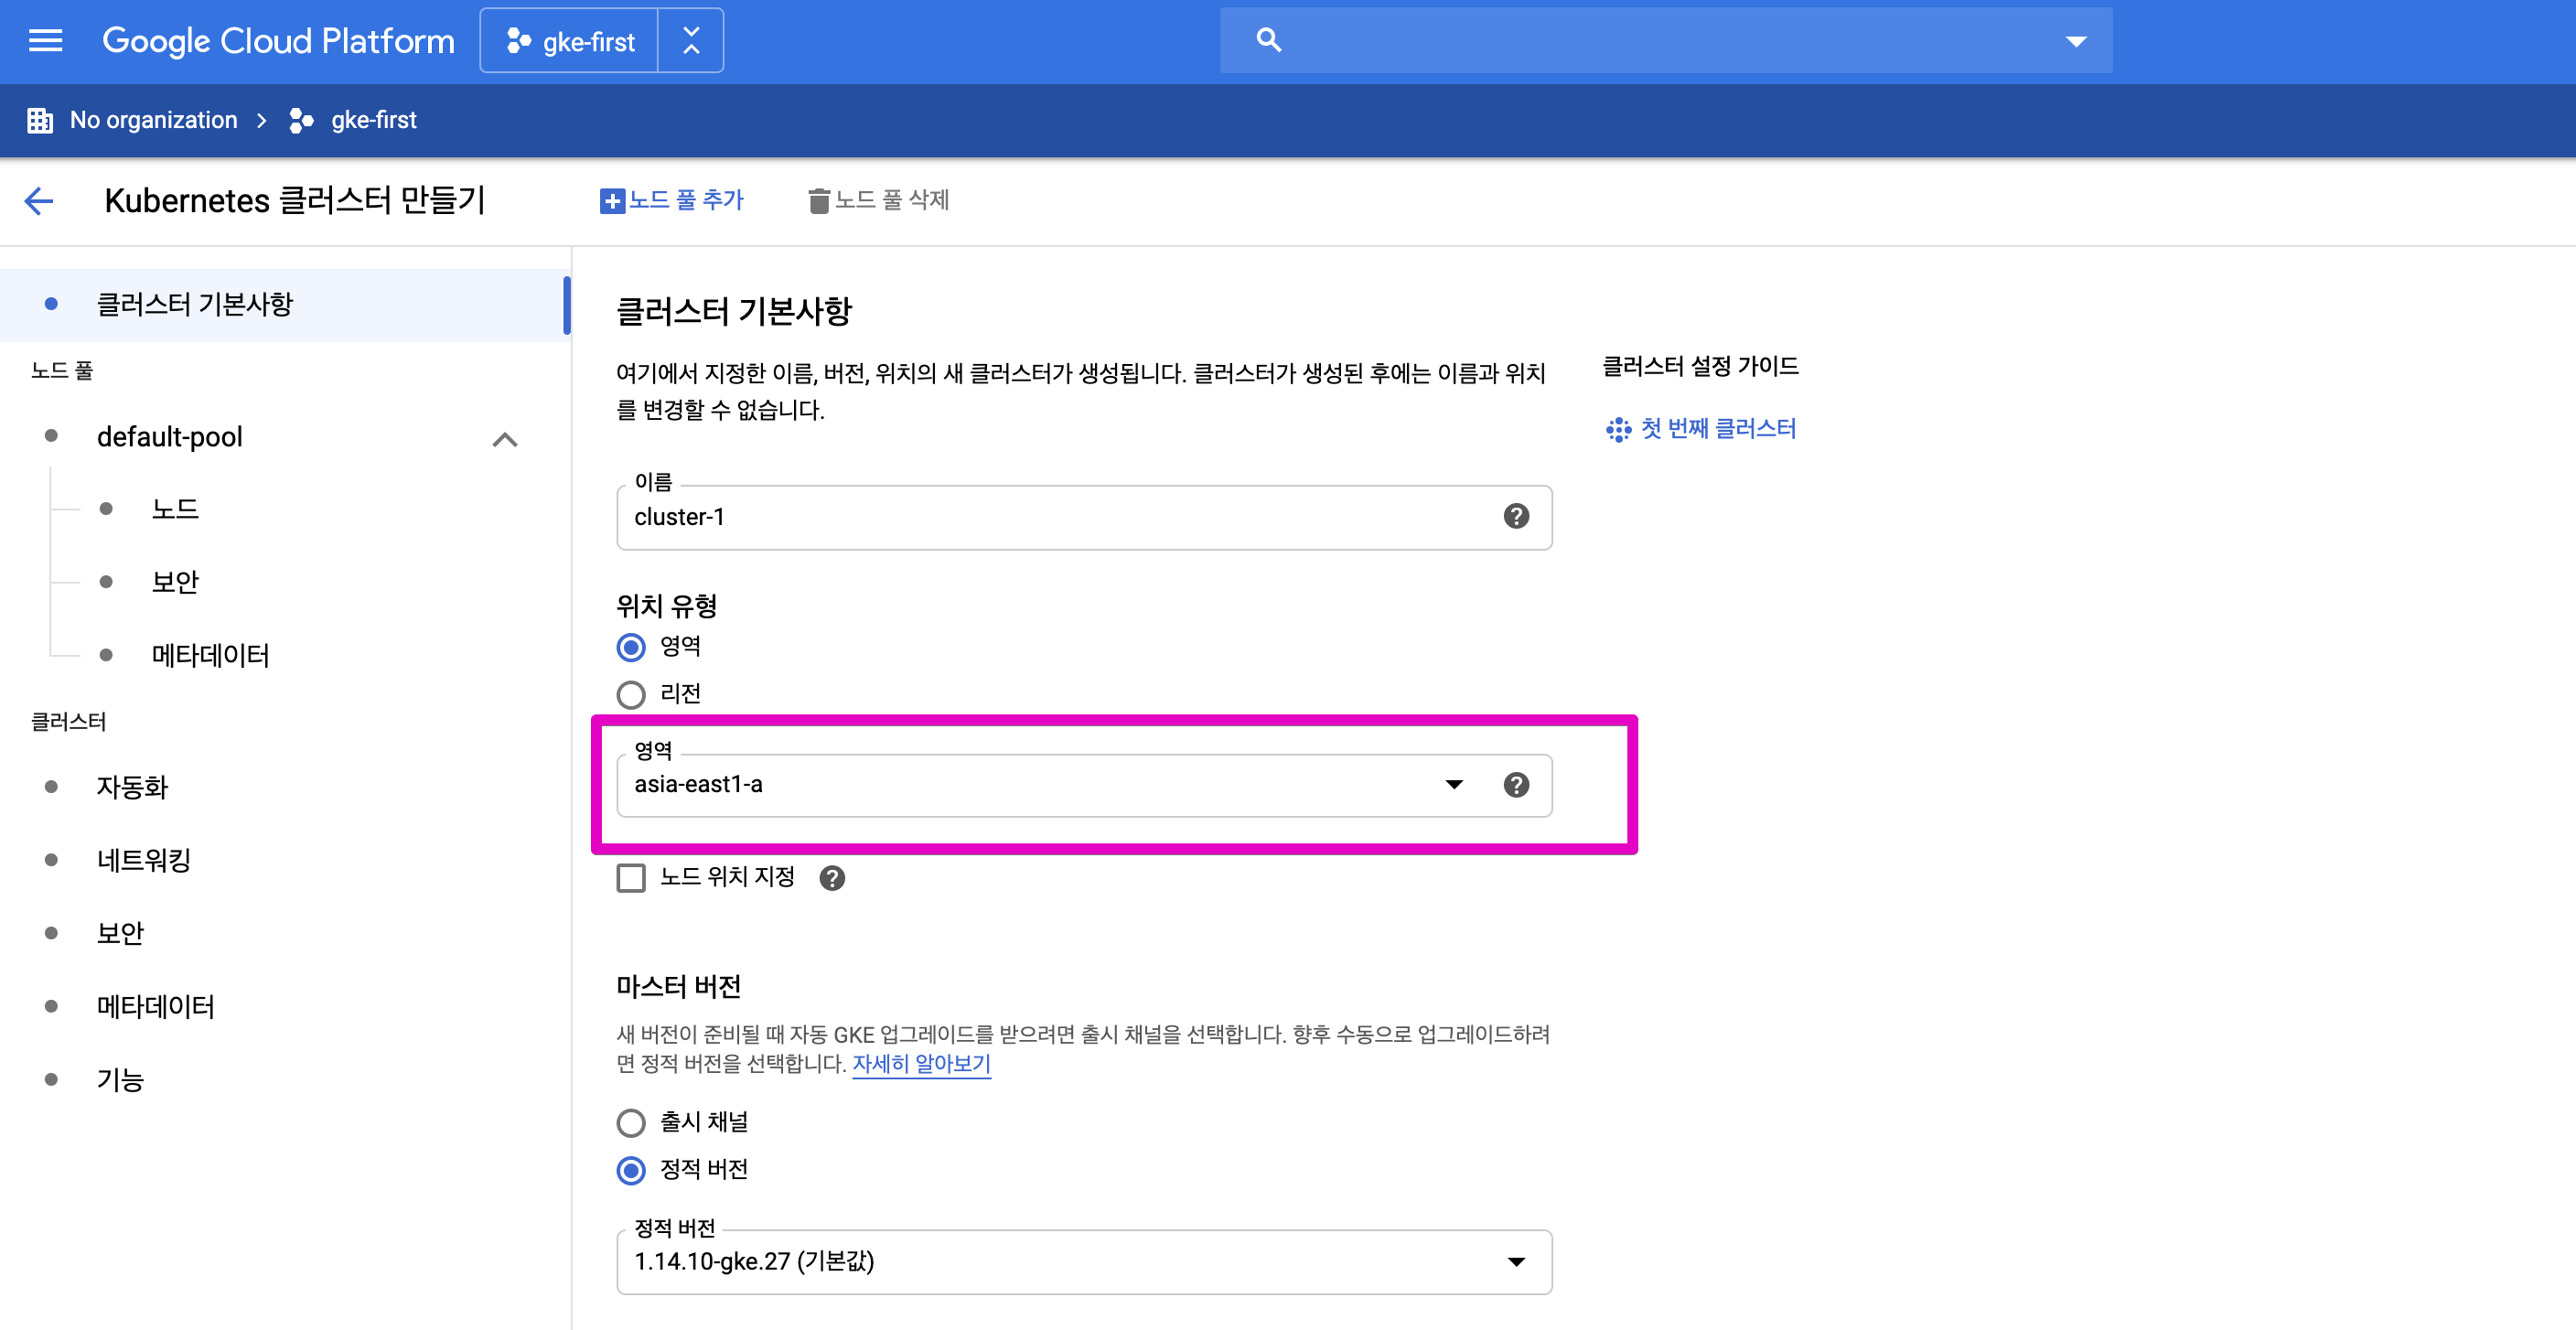 Google Cloud Platform
gke-first
No organization
gke-first
Kubernetes 클러스터 만들기
노드 풀 추가
노드 풀 삭제
클러스터 기본사항
노드 풀
default-pool
노드
보안
메타데이터
클러스터
자동화
네트워킹
보안
메타데이터
기능
클러스터 기본사항
여기에서 지정한 이름, 버전, 위치의 새 클러스터가 생성됩니다. 클러스터가 생성된 후에는 이름과 위치
를 변경할 수 없습니다.
이름
cluster-1
위치 유형
영역
리전
영역
asia-east1-a
노드 위치 지정
마스터 버전
새 버전이 준비될 때 자동 GKE 업그레이드를 받으려면 출시 채널을 선택합니다. 향후 수동으로 업그레이드하려
면 정적 버전을 선택합니다. 자세히 알아보기
출시 채널
정적 버전
정적 버전
1.14.10-gke.27 (기본값)
클러스터 설정 가이드
첫 번째 클러스터